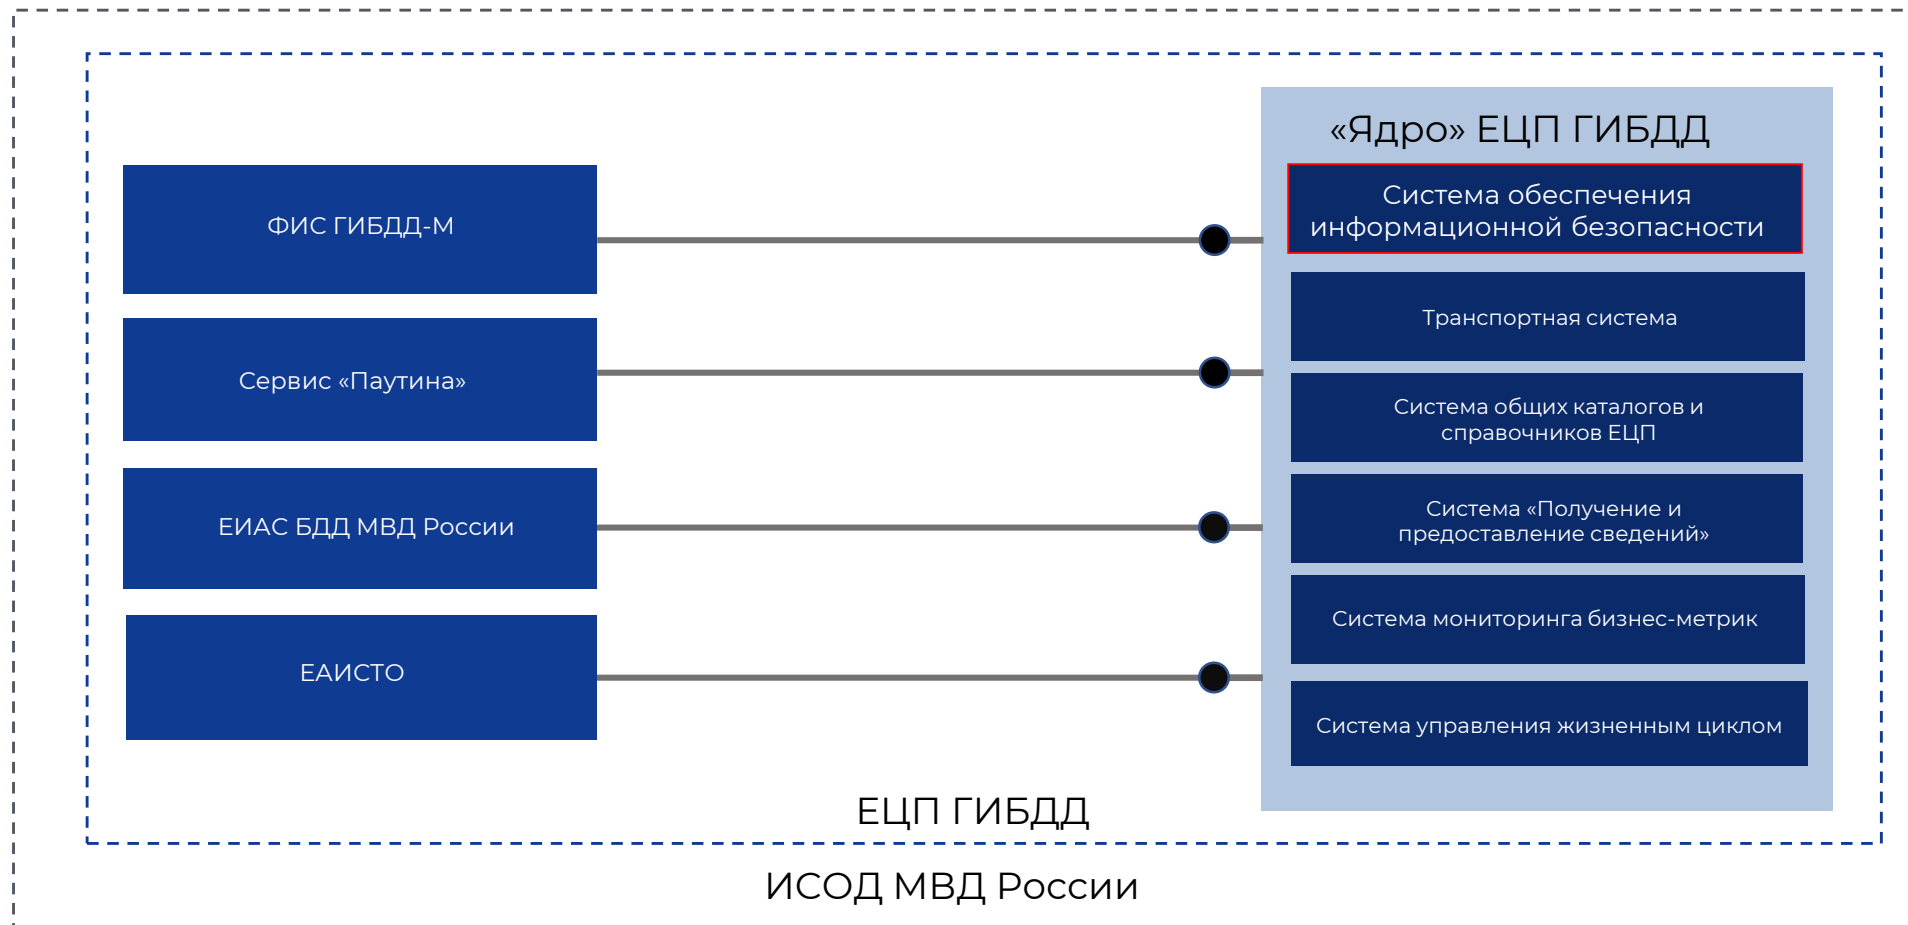 ФИС ГИБДД-М
Сервис «Паутина»
ЕИАС БДД МВД России
ЕАИСТО
«Ядро» ЕЦП ГИБДД
Система обеспечения
информационной безопасности
Транспортная система
Система общих каталогов и
справочников ЕЦП
Система «Получение и
предоставление сведений»
Система мониторинга бизнес-метрик
Система управления жизненным циклом
ЕЦП ГИБДД
ИСОД МВД России